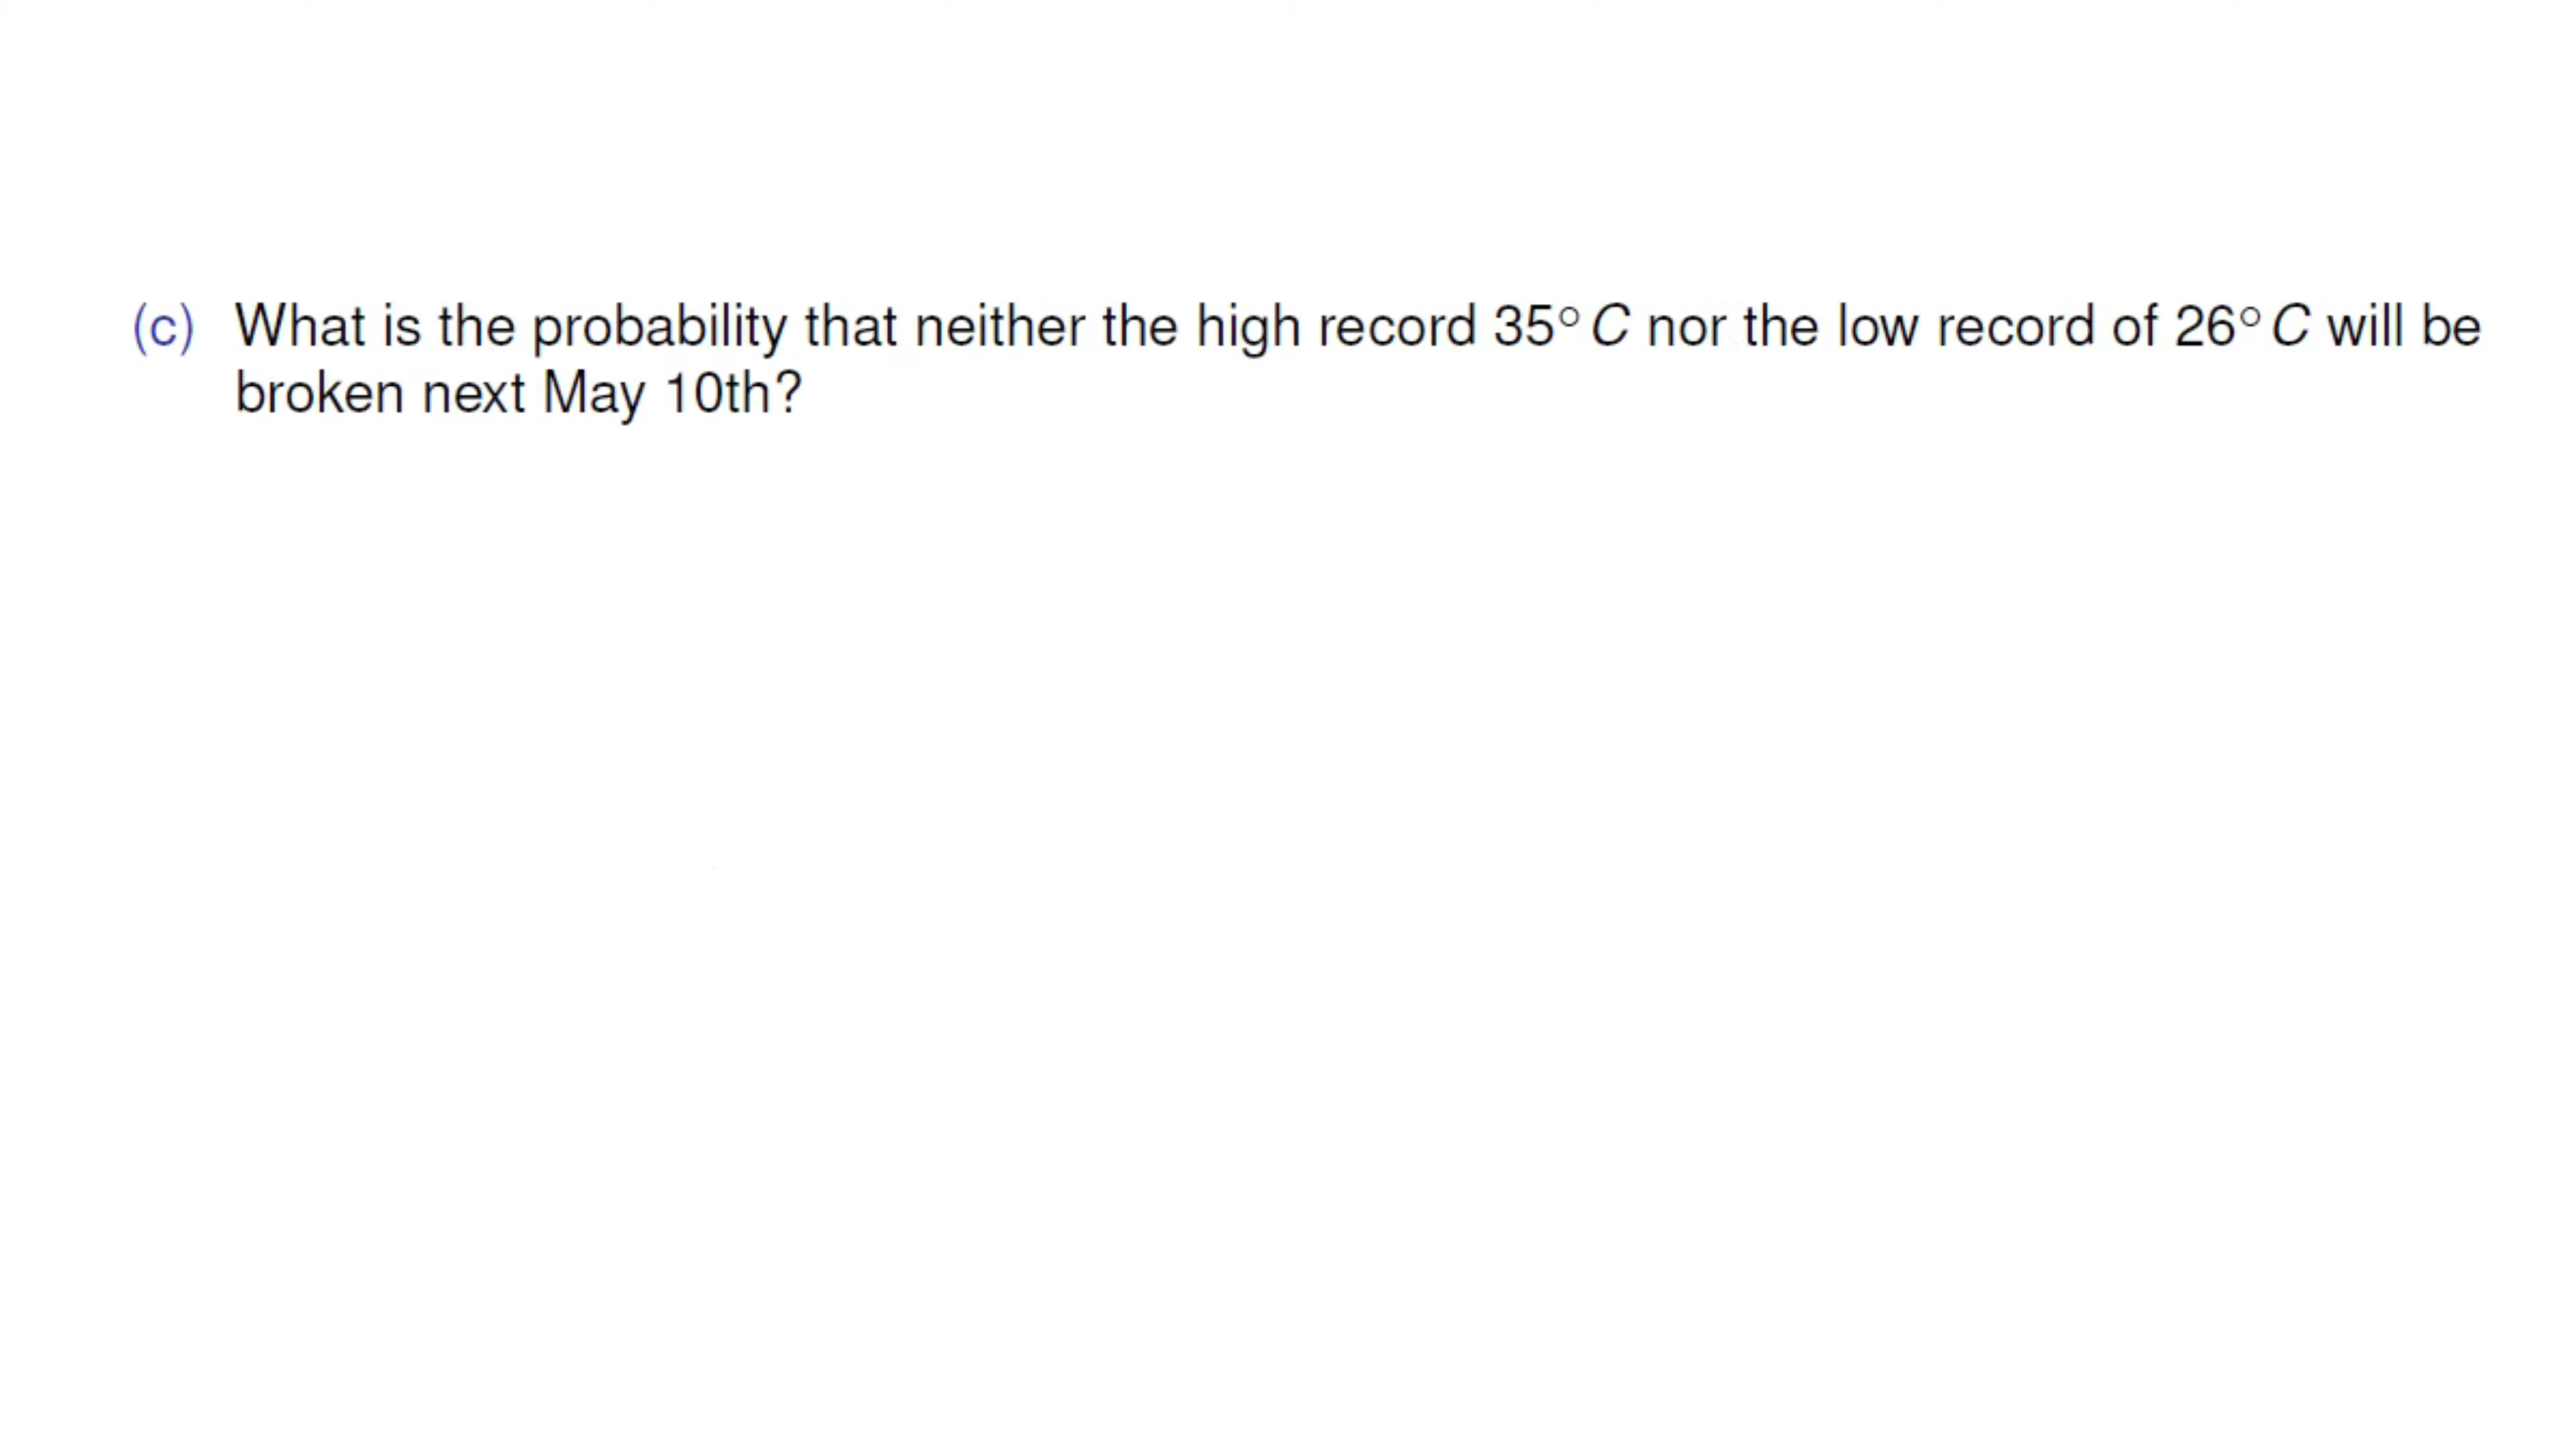 (c) What is the probability that neither the high record 35° C nor the low record of 26° C will be
broken next May 10th?